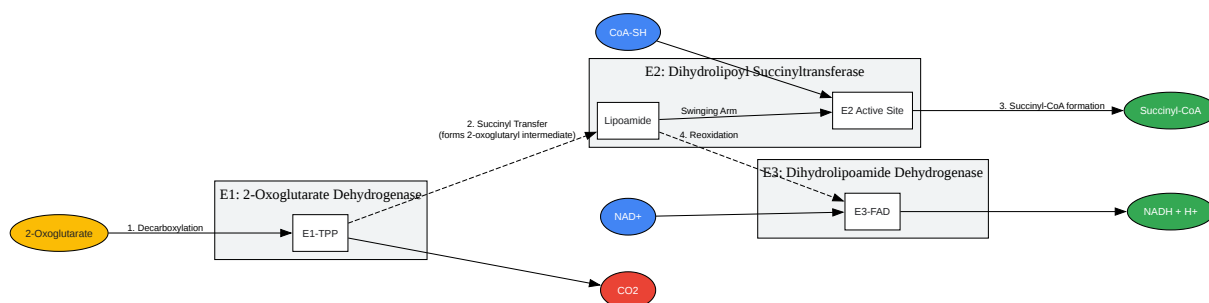 CoA-SH
E2: Dihydrolipoyl Succinyltransferase
Lipoamide
Swinging Arm
E2 Active Site
3. Succinyl-CoA formation
Succinyl-CoA
2. Succinyl Transfer
(forms 2-oxoglutaryl intermediate)
4. Reoxidation
E3: Dihydrolipoamide Dehydrogenase
E1: 2-Oxoglutarate Dehydrogenase
NAD+
E3-FAD
NADH + H+
2-Oxoglutarate
1. Decarboxylation
E1-TPP
CO2